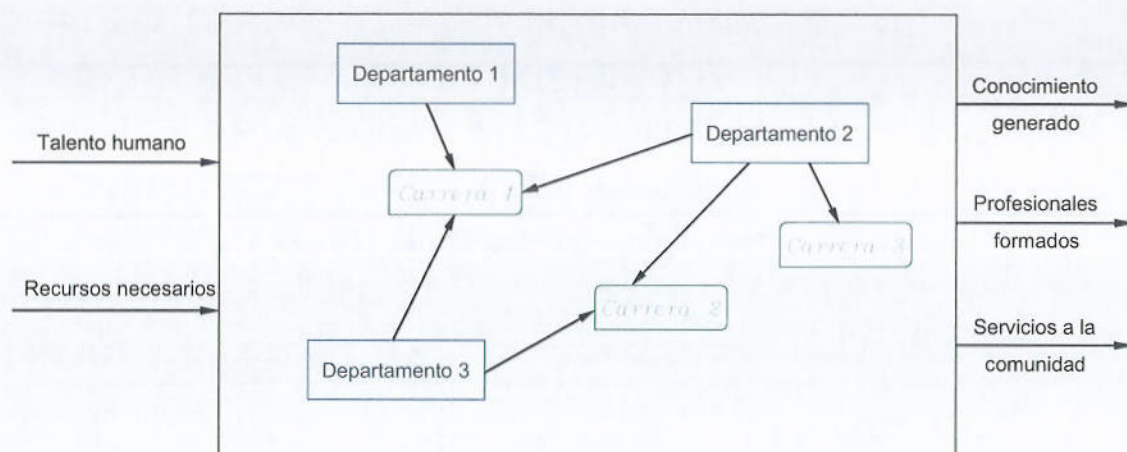 Departamento 1
Conocimiento
generado
Talento humano
Departamento 2
Carrera 1
Profesionales
formados
Carrera 3
Recursos necesarios
Carrera 2
Servicios a la
comunidad
Departamento 3